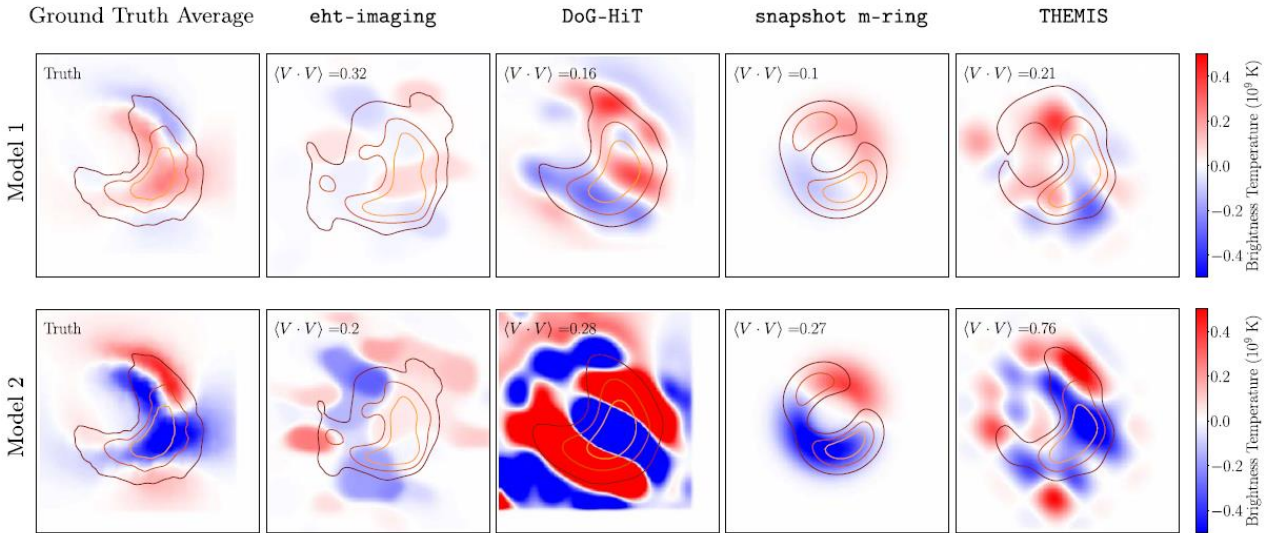 Ground Truth Average eht-imaging DoG-HiT snapshot m-ring THEMIS
Model 1
Truth
⟨V · V⟩ =0.32
⟨V · V⟩ =0.16
⟨V · V⟩ =0.1
⟨V · V⟩ =0.21
0.4
0.2
0.0
−0.2
−0.4
Brightness Temperature (10⁹ K)
Model 2
Truth
⟨V · V⟩ =0.2
⟨V · V⟩ =0.28
⟨V · V⟩ =0.27
⟨V · V⟩ =0.76
0.4
0.2
0.0
−0.2
−0.4
Brightness Temperature (10⁹ K)